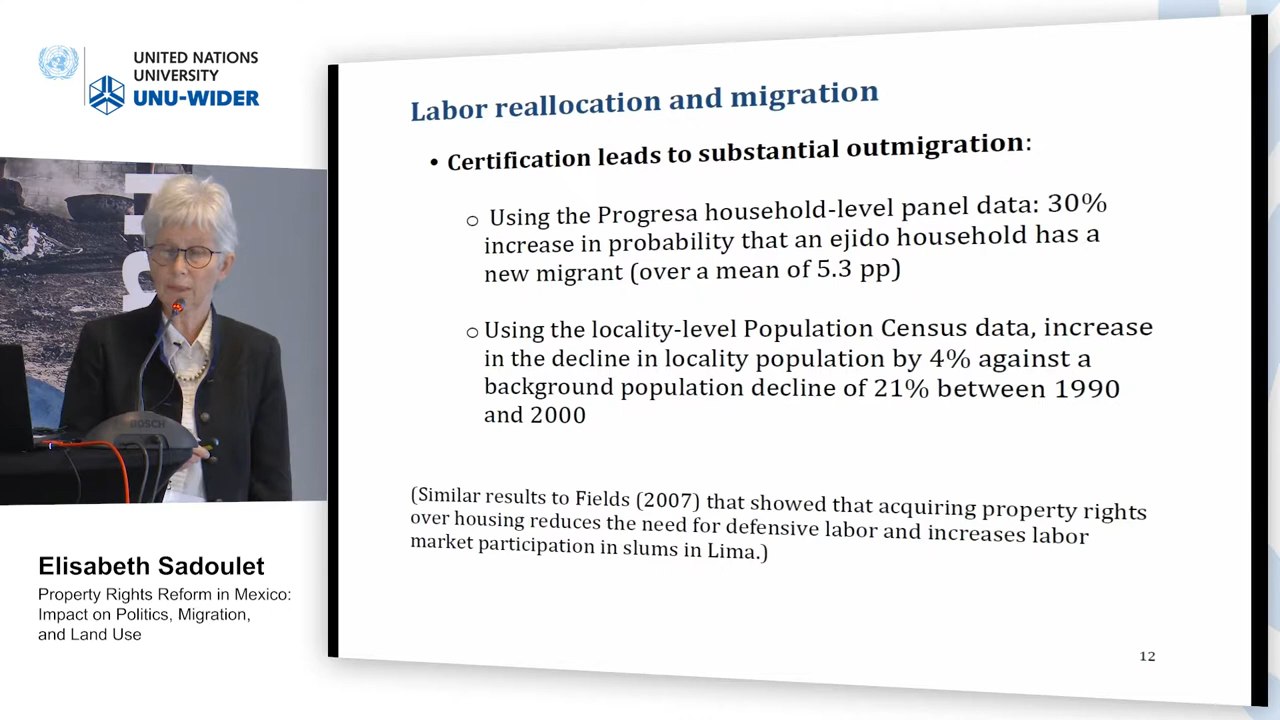 UNITED NATIONS
UNIVERSITY
UNU-WIDER
BOSCH
Elisabeth Sadoulet
Property Rights Reform in Mexico:
Impact on Politics, Migration,
and Land Use
Labor reallocation and migration
• Certification leads to substantial outmigration:
o Using the Progresa household-level panel data: 30%
increase in probability that an ejido household has a
new migrant (over a mean of 5.3 pp)
o Using the locality-level Population Census data, increase
in the decline in locality population by 4% against a
background population decline of 21% between 1990
and 2000
(Similar results to Fields (2007) that showed that acquiring property rights
over housing reduces the need for defensive labor and increases labor
market participation in slums in Lima.)
12